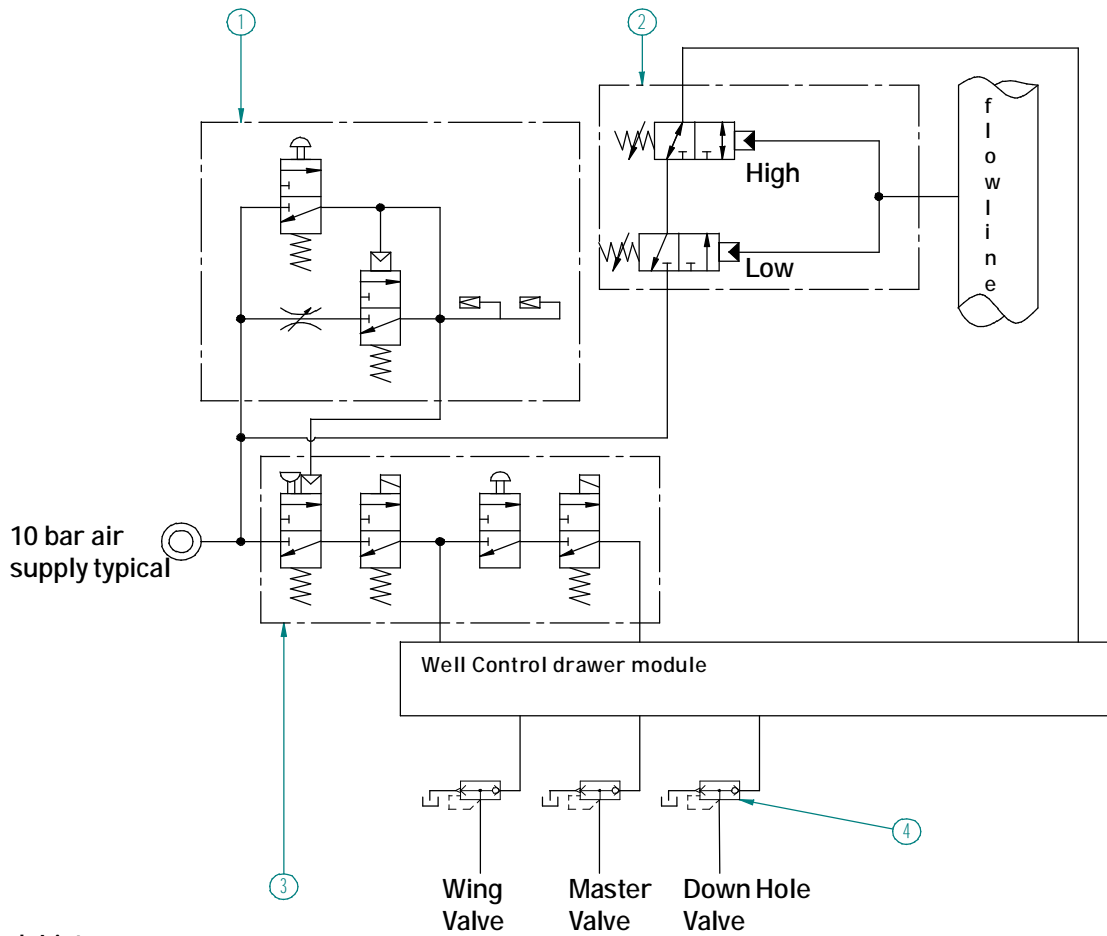 1
2
flowline
High
Low
10 bar air
supply typical
Well Control drawer module
4
3
Wing
Valve
Master
Valve
Down Hole
Valve